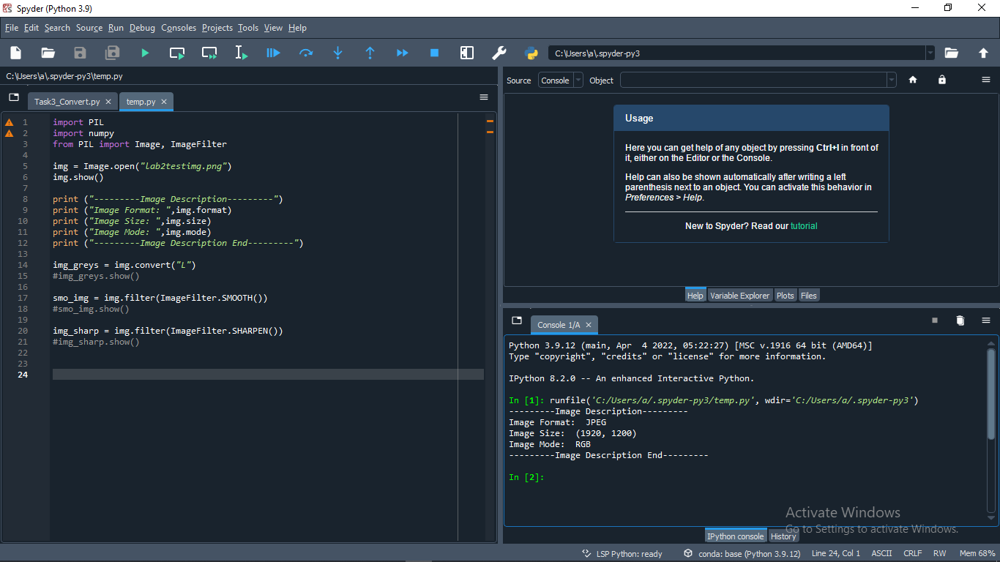 Spyder (Python 3.9)
File Edit Search Source Run Debug Consoles Projects Tools View Help
C:\Users\a\.spyder-py3
C:\Users\a\.spyder-py3\temp.py
Task3_Convert.py temp.py
1 import PIL
2 import numpy
3 from PIL import Image, ImageFilter
4
5 img = Image.open("lab2testimg.png")
6 img.show()
7
8 print ("---------Image Description---------")
9 print ("Image Format: ",img.format)
10 print ("Image Size: ",img.size)
11 print ("Image Mode: ",img.mode)
12 print ("---------Image Description End---------")
13
14 img_greys = img.convert("L")
15 #img_greys.show()
16
17 smo_img = img.filter(ImageFilter.SMOOTH())
18 #smo_img.show()
19
20 img_sharp = img.filter(ImageFilter.SHARPEN())
21 #img_sharp.show()
22
23
24
Source Console Object
Usage
Here you can get help of any object by pressing Ctrl+I in front of
it, either on the Editor or the Console.
Help can also be shown automatically after writing a left
parenthesis next to an object. You can activate this behavior in
Preferences > Help.
New to Spyder? Read our tutorial
Help Variable Explorer Plots Files
Console 1/A
Python 3.9.12 (main, Apr  4 2022, 05:22:27) [MSC v.1916 64 bit (AMD64)]
Type "copyright", "credits" or "license" for more information.
IPython 8.2.0 -- An enhanced Interactive Python.
In [1]: runfile('C:/Users/a/.spyder-py3/temp.py', wdir='C:/Users/a/.spyder-py3')
---------Image Description---------
Image Format:  JPEG
Image Size:  (1920, 1200)
Image Mode:  RGB
---------Image Description End---------
In [2]:
Activate Windows
Go to Settings to activate Windows.
IPython console History
LSP Python: ready conda: base (Python 3.9.12) Line 24, Col 1 ASCII CRLF RW Mem 68%